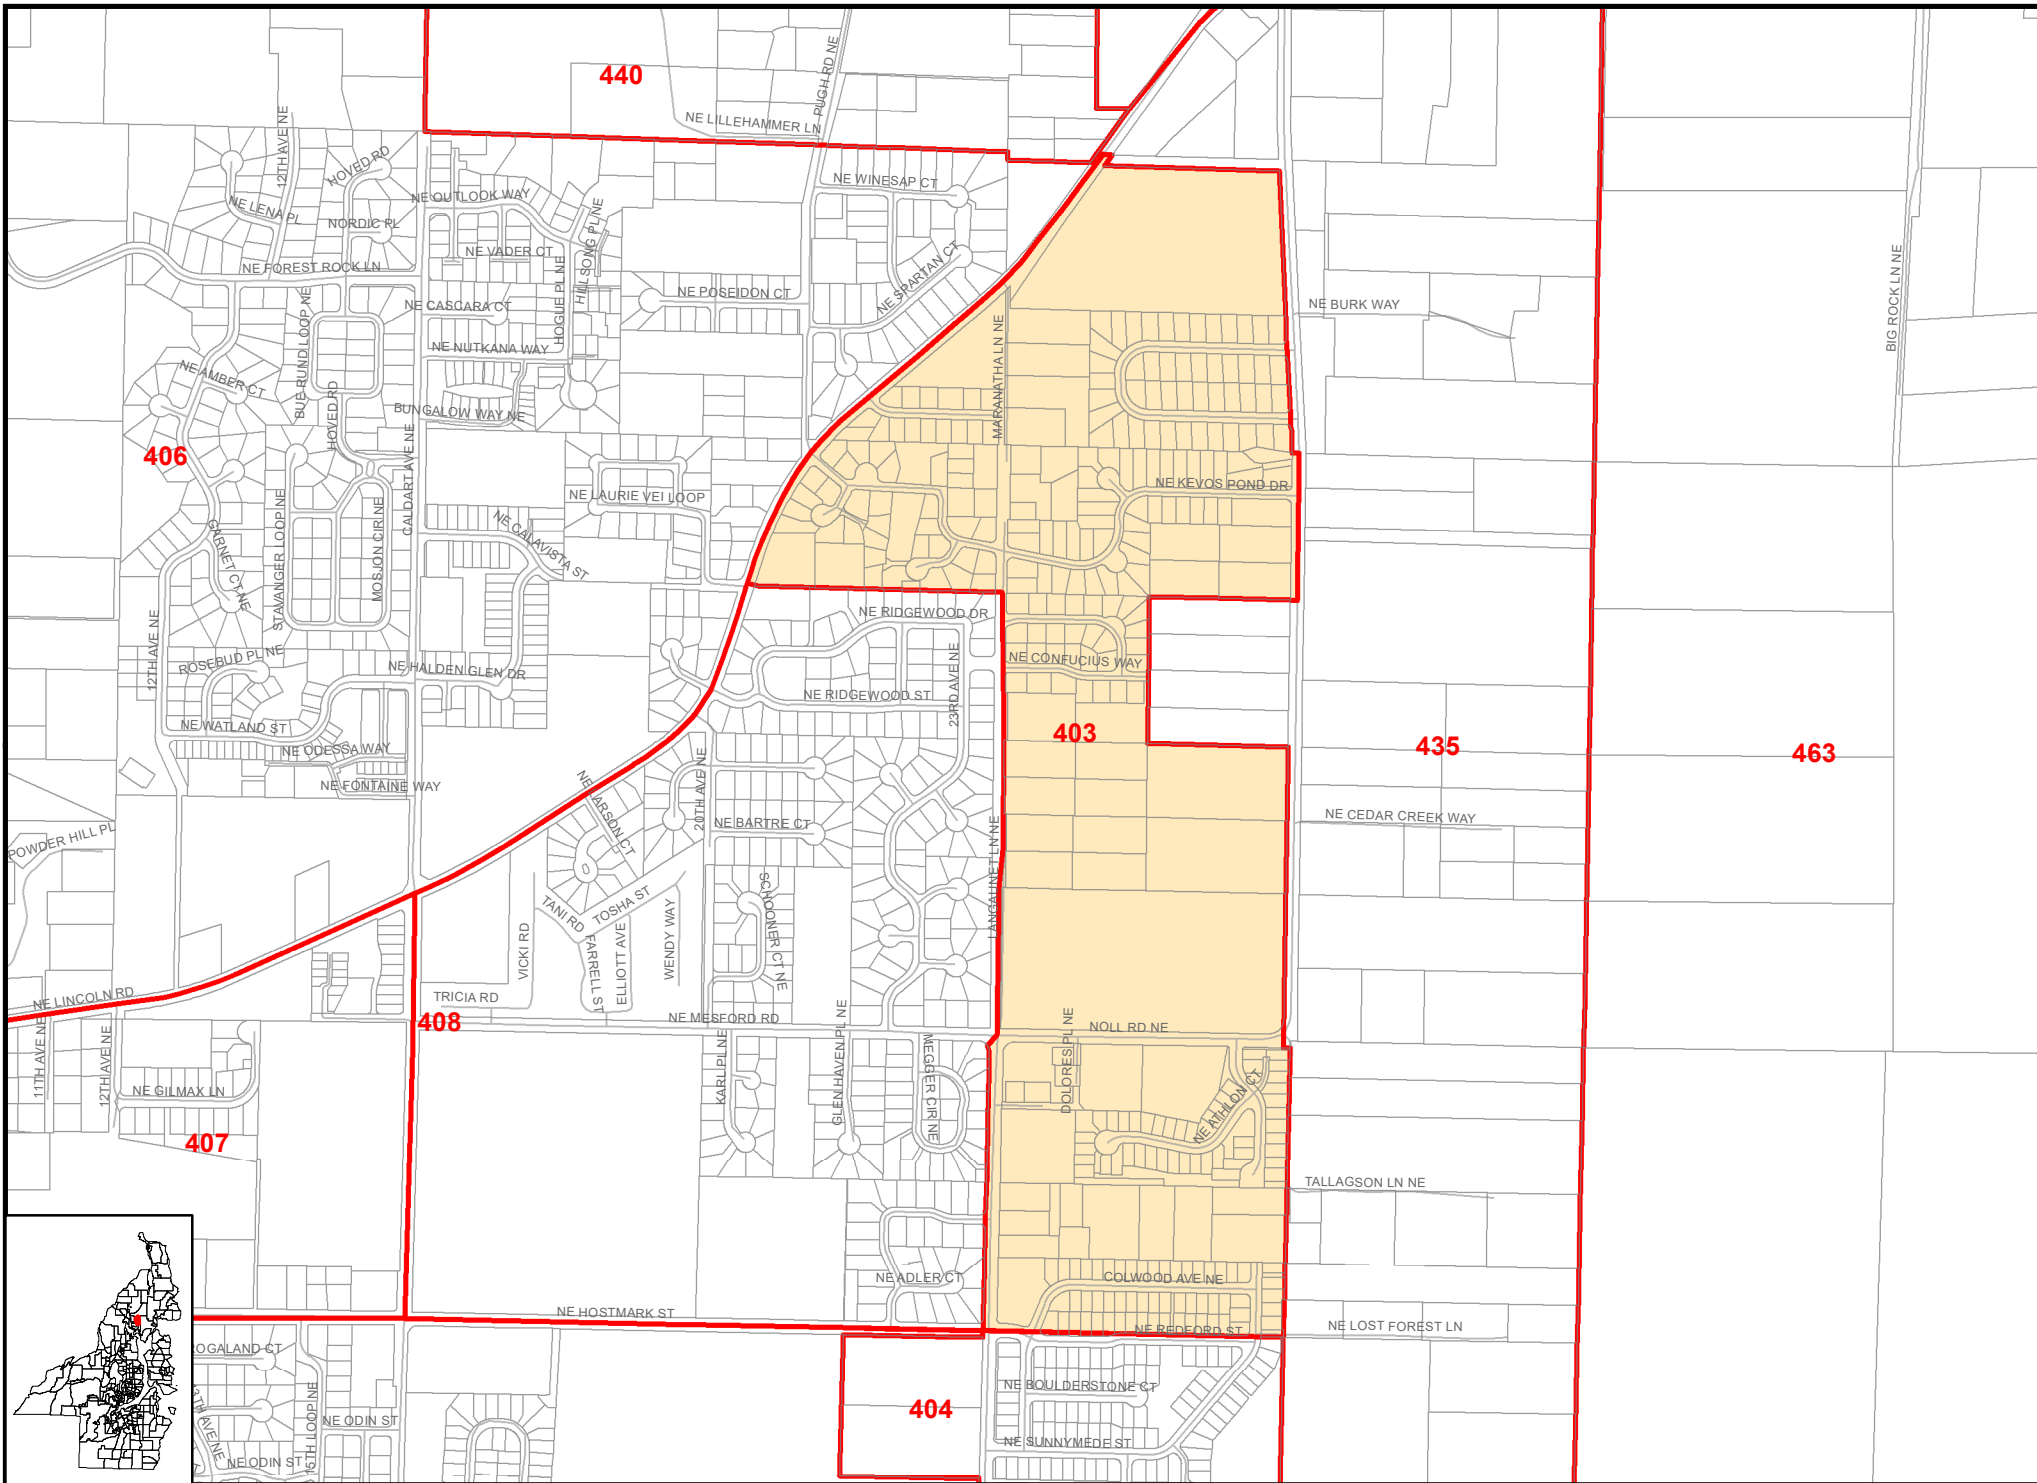 440
PUGH RD NE
NE LILLEHAMMER LN
12TH AVE NE
HOVED RD
NE WINESAP CT
NE OUTLOOK WAY
NE LENA PL
NORDIC PL
HILLSONG PL NE
NE VADER CT
NE SPARTAN CT
NE FOREST ROCK LN
HOGUE PL NE
NE POSEIDON CT
NE CASCARA CT
NE BURK WAY
BIG ROCK LN NE
BUE RUND LOOP NE
NE NUTKANA WAY
MARANATHA LN NE
NE AMBER CT
HOVED RD
BUNGALOW WAY NE
406
CALDART AVE NE
NE KEVOS POND DR
NE LAURIE VEI LOOP
STAVANGER LOOP NE
MOSJON CIR NE
NE CALAVISTA ST
GARNET CT NE
NE RIDGEWOOD DR
12TH AVE NE
ROSEBUD PL NE
NE HALDEN GLEN DR
NE CONFUCIUS WAY
23RD AVE NE
NE RIDGEWOOD ST
NE WATLAND ST
403
435
463
NE ODESSA WAY
NE FONTAINE WAY
20TH AVE NE
NE LARSON CT
NE BARTRE CT
NE CEDAR CREEK WAY
POWDER HILL PL
LANGAUNET LN NE
SCHOONER CT NE
TOSHA ST
TANI RD
WENDY WAY
VICKI RD
FARRELL ST
ELLIOTT AVE
NE LINCOLN RD
TRICIA RD
408
NE MESFORD RD
NOLL RD NE
11TH AVE NE
12TH AVE NE
KARL PL NE
GLENHAVEN PL NE
MEGGER CIR NE
DOLORES PL NE
NE ATHLON CT
NE GILMAX LN
407
TALLAGSON LN NE
NE ADLER CT
COLWOOD AVE NE
NE HOSTMARK ST
NE REDFORD ST
NE LOST FOREST LN
ROGALAND CT
NE BOULDERSTONE CT
404
13TH AVE NE
15TH LOOP NE
NE ODIN ST
NE SUNNYMEDE ST
NE ODIN ST